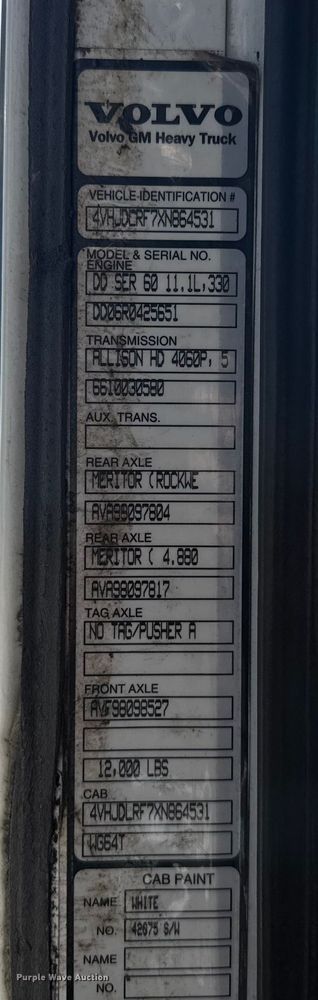 VOLVO
Volvo GM Heavy Truck
VEHICLE IDENTIFICATION #
4VHJDLRF7XN864531
MODEL & SERIAL NO.
ENGINE
DD SER 60 11.1L,330
DD06R0425651
TRANSMISSION
ALLISON HD 4060P, 5
6610030580
AUX. TRANS.
REAR AXLE
MERITOR (ROCKWE
AVA98097804
REAR AXLE
MERITOR ( 4.880
AVA98097817
TAG AXLE
NO TAG/PUSHER A
FRONT AXLE
AVF98098527
12,000 LBS
CAB
4VHJDLRF7XN864531
WG64T
CAB PAINT
NAME WHITE
NO. 42675 S/W
NAME
NO.
Purple Wave Auction